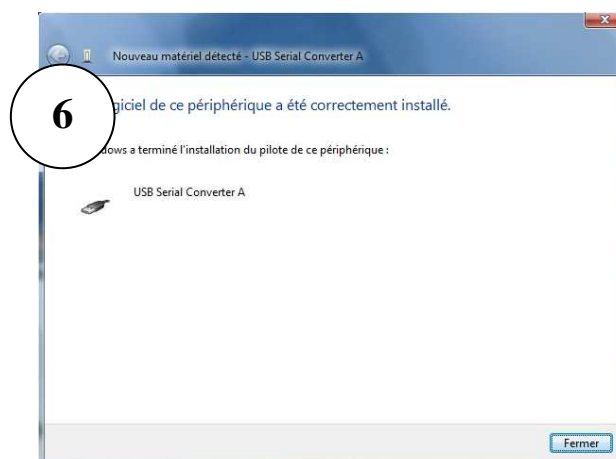 Nouveau matériel détecté - USB Serial Converter A
6
giciel de ce périphérique a été correctement installé.
dows a terminé l'installation du pilote de ce périphérique :
USB Serial Converter A
Fermer